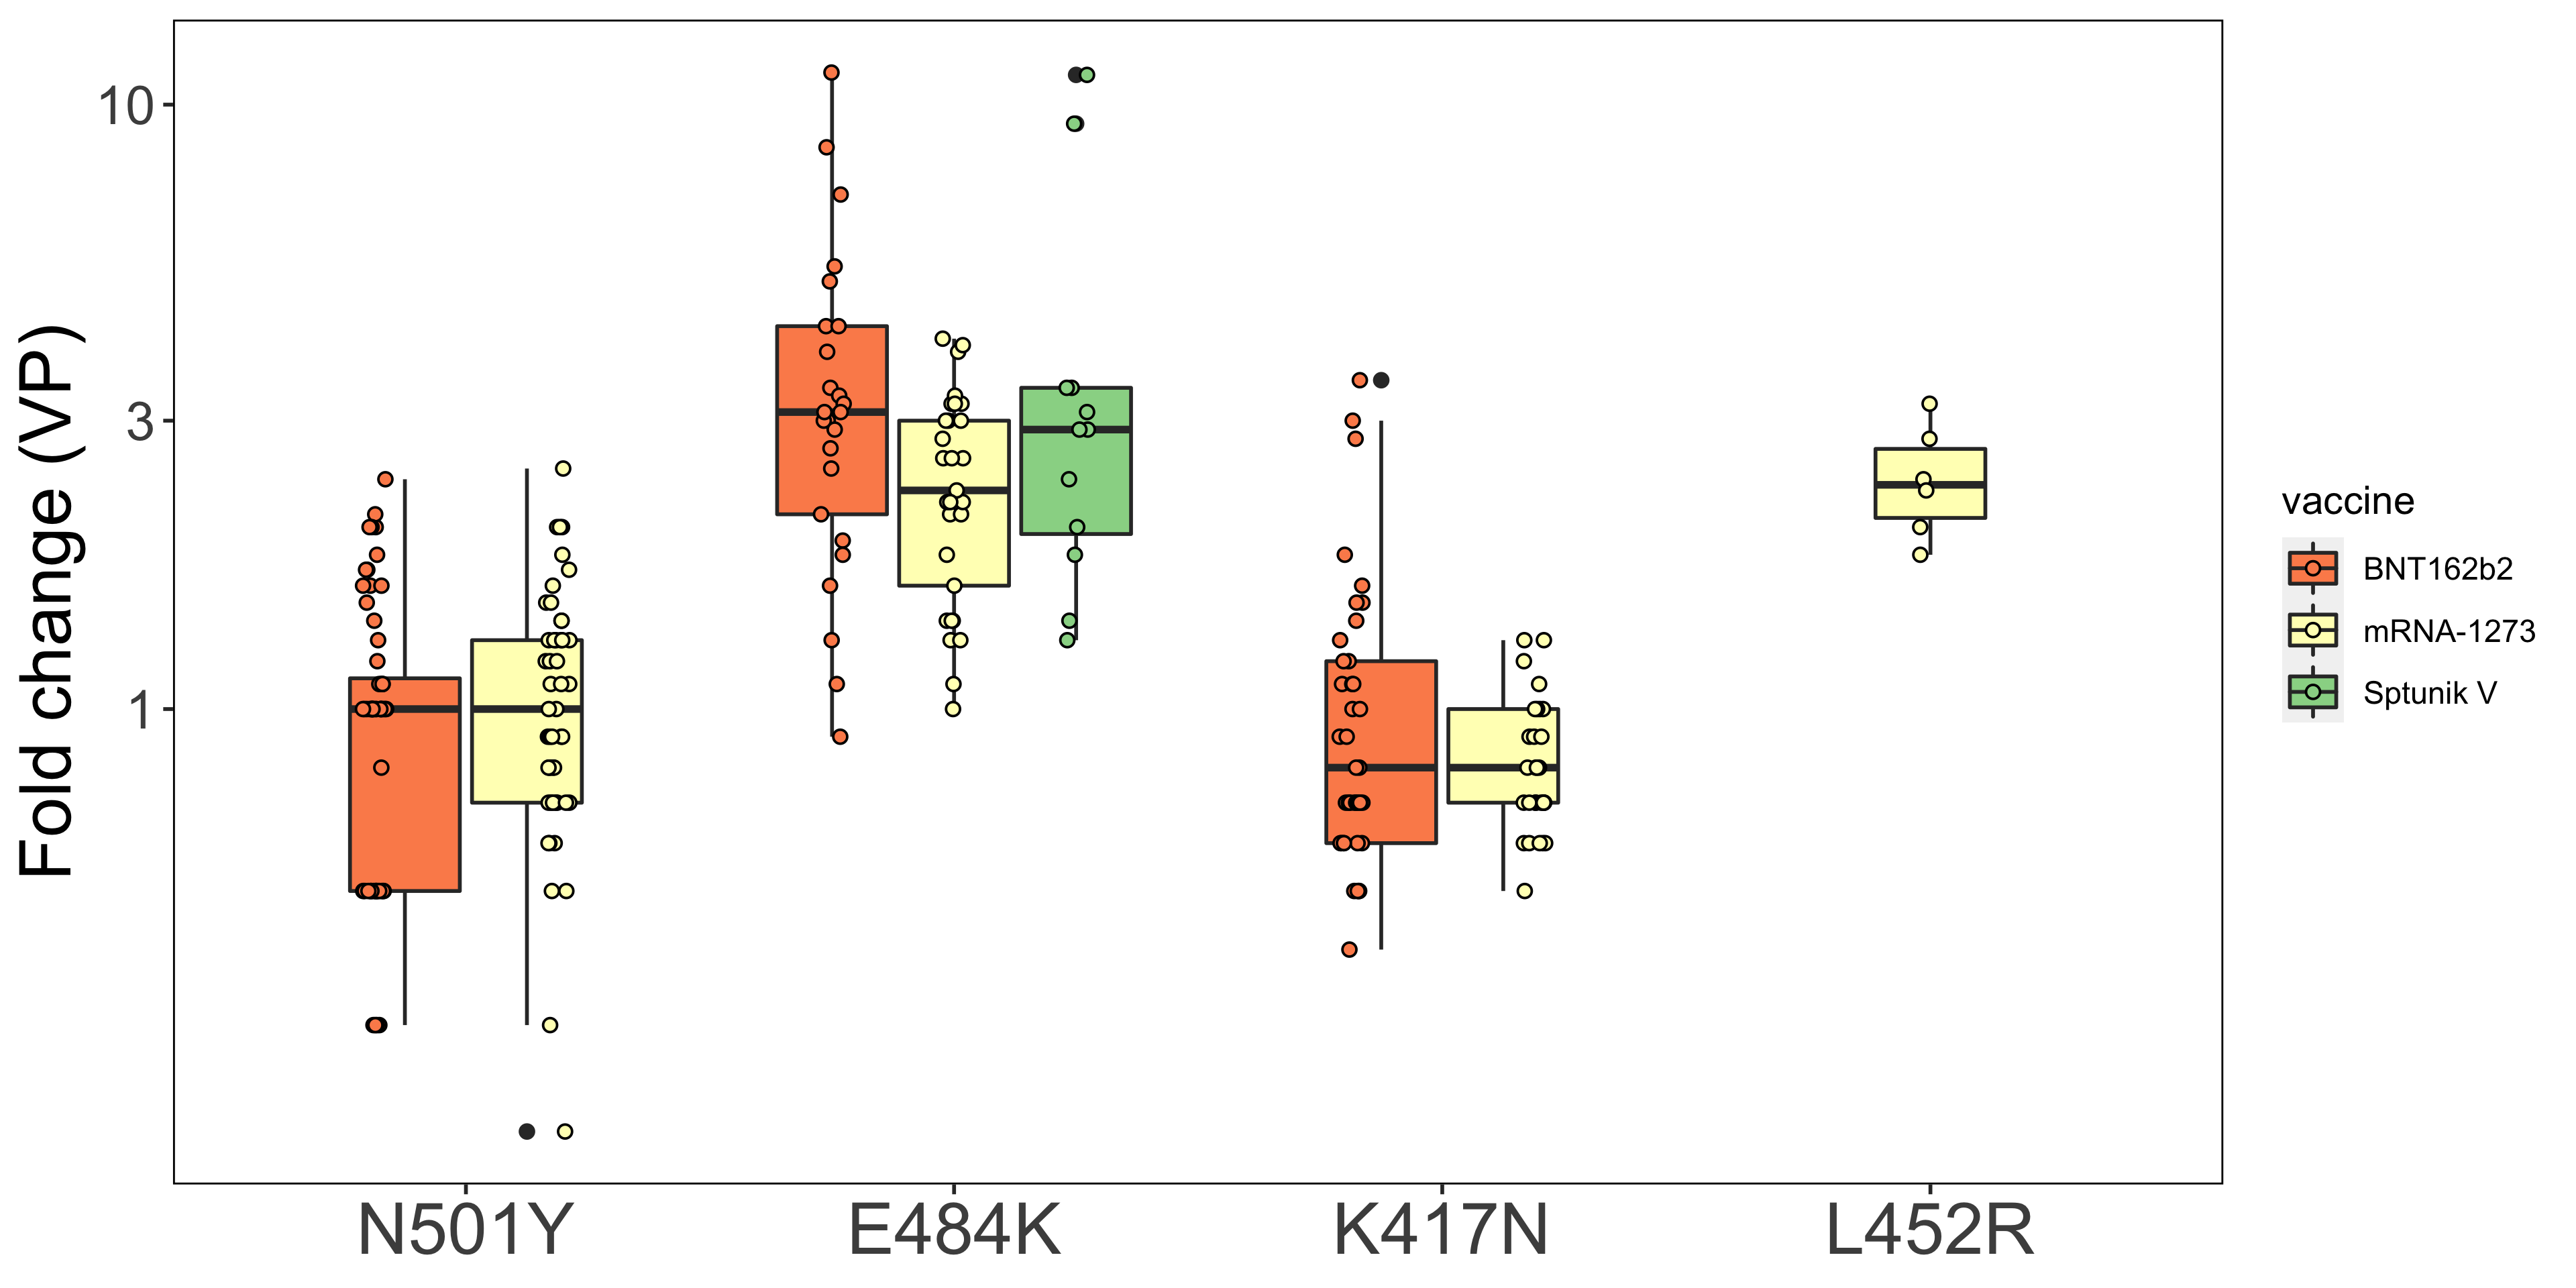 Fold change (VP)
10
3
1
N501Y E484K K417N L452R
vaccine
BNT162b2
mRNA-1273
Sptunik V